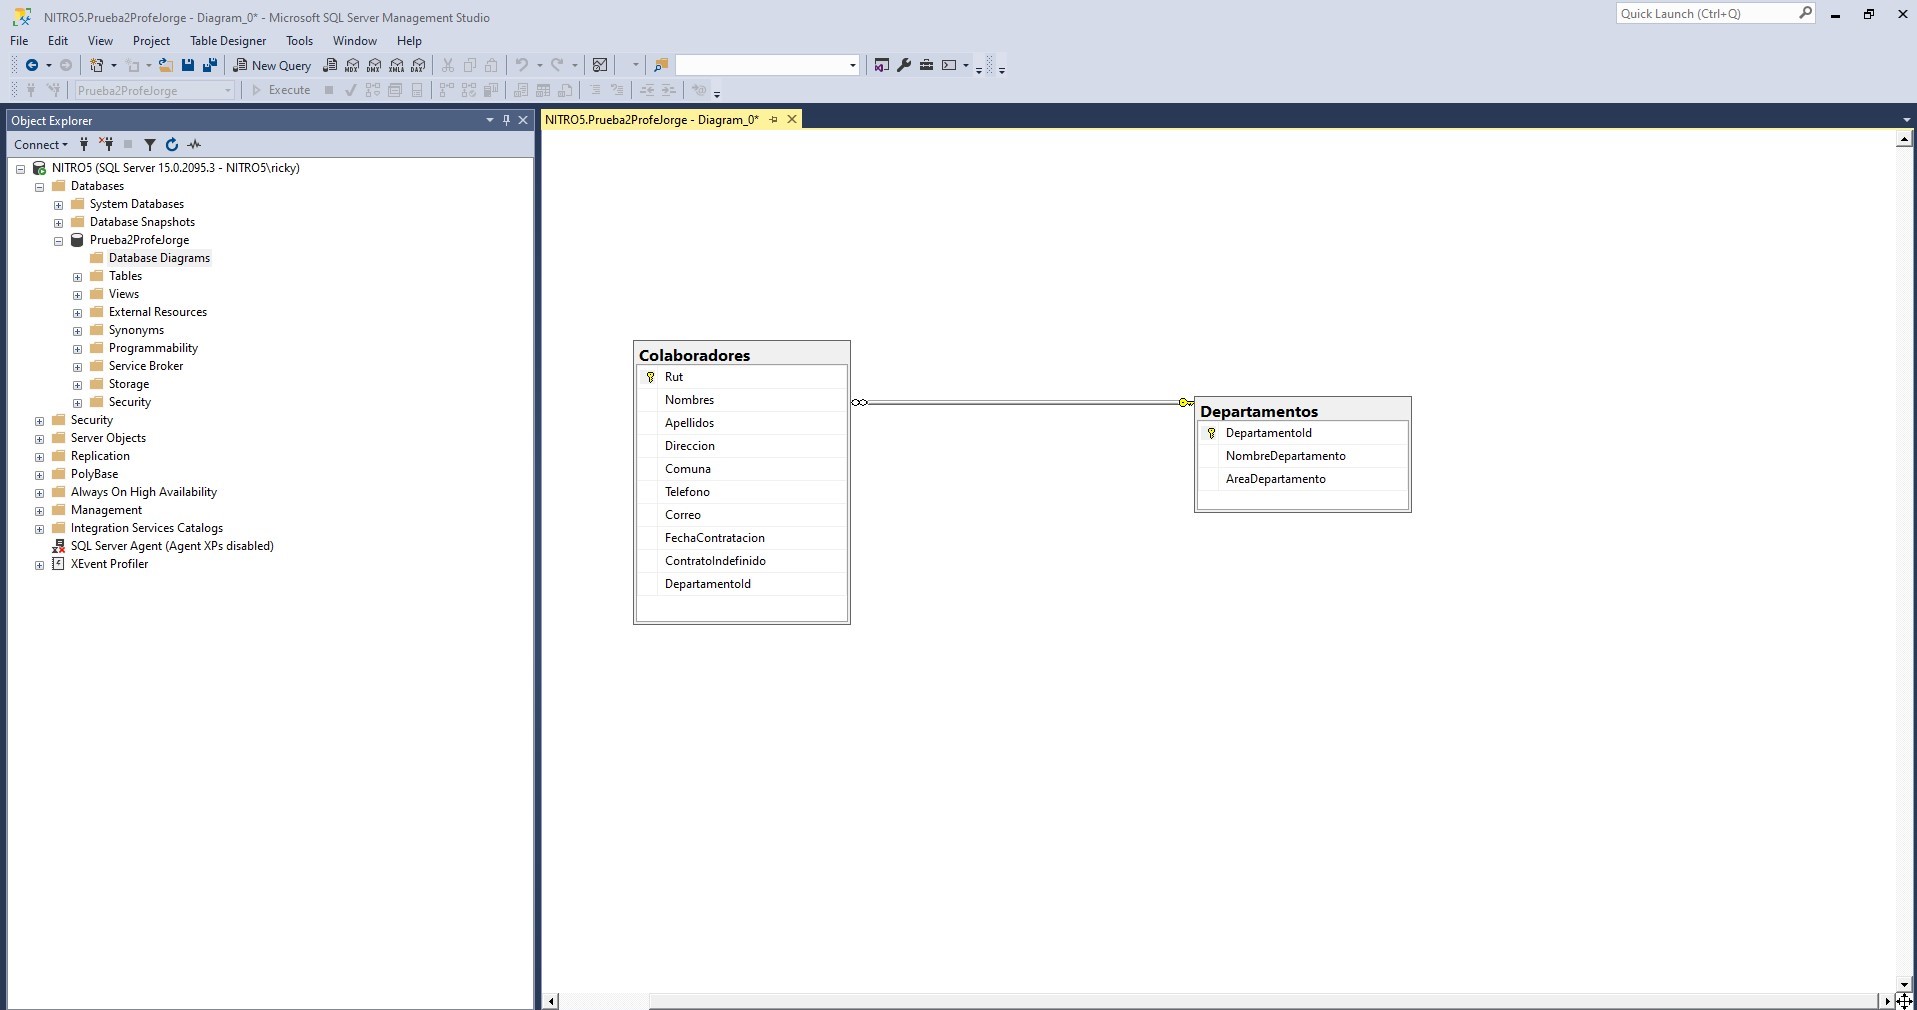 NITRO5.Prueba2ProfeJorge - Diagram_0* - Microsoft SQL Server Management Studio
Quick Launch (Ctrl+Q)
File Edit View Project Table Designer Tools Window Help
New Query MDX DMX XMLA DAX
Prueba2ProfeJorge Execute
Object Explorer
NITRO5.Prueba2ProfeJorge - Diagram_0*
Connect
NITRO5 (SQL Server 15.0.2095.3 - NITRO5\ricky)
Databases
System Databases
Database Snapshots
Prueba2ProfeJorge
Database Diagrams
Tables
Views
External Resources
Synonyms
Programmability
Service Broker
Storage
Security
Security
Server Objects
Replication
PolyBase
Always On High Availability
Management
Integration Services Catalogs
SQL Server Agent (Agent XPs disabled)
XEvent Profiler
Colaboradores
Rut
Nombres
Apellidos
Direccion
Comuna
Telefono
Correo
FechaContratacion
ContratoIndefinido
DepartamentoId
Departamentos
DepartamentoId
NombreDepartamento
AreaDepartamento